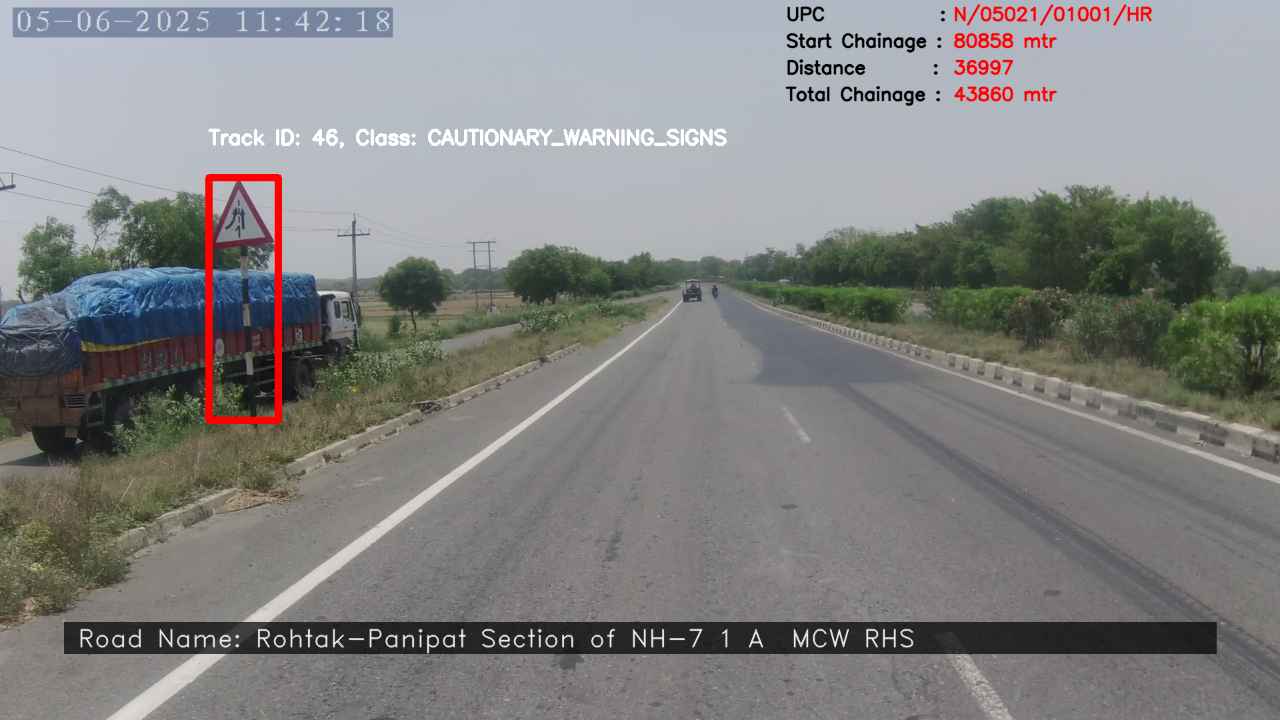 05-06-2025 11:42:18
UPC : N/05021/01001/HR
Start Chainage : 80858 mtr
Distance : 36997
Total Chainage : 43860 mtr
Track ID: 46, Class: CAUTIONARY_WARNING_SIGNS
Road Name: Rohtak-Panipat Section of NH-7 1 A MCW RHS